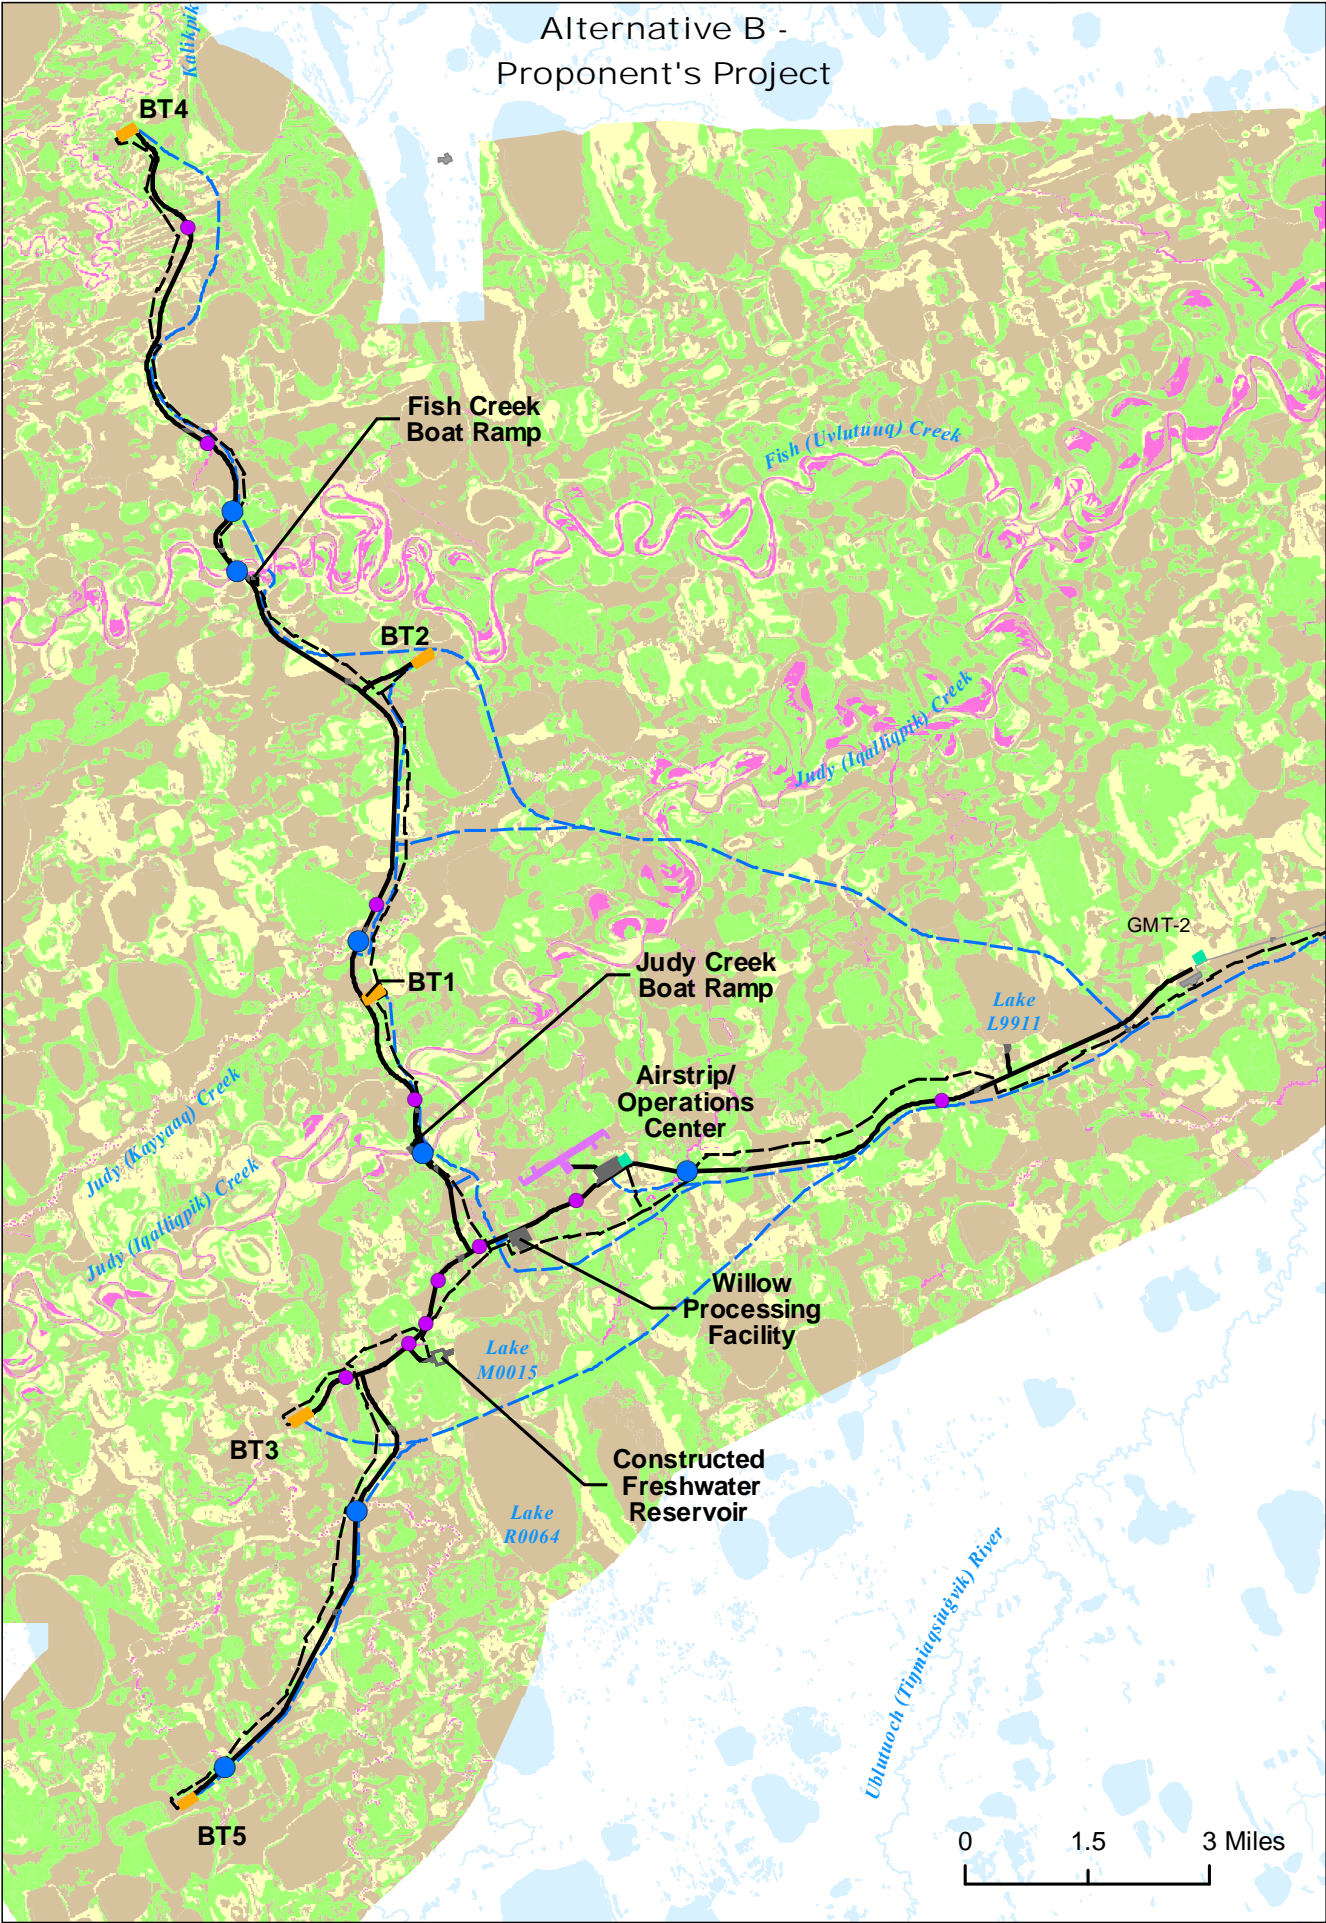 Alternative B -
Proponent's Project
Kalikpik
BT4
Fish Creek
Boat Ramp
Fish (Uvlutuuq) Creek
BT2
Judy (Iqalliqpik) Creek
GMT-2
Judy Creek
Boat Ramp
BT1
Lake
L9911
Airstrip/
Operations
Center
Judy (Kayyaaq) Creek
Judy (Iqalliqpik) Creek
Willow
Processing
Facility
Lake
M0015
BT3
Constructed
Freshwater
Reservoir
Lake
R0064
Ublutuoch (Tiŋmiaqsiuġvik) River
BT5
0 1.5 3 Miles